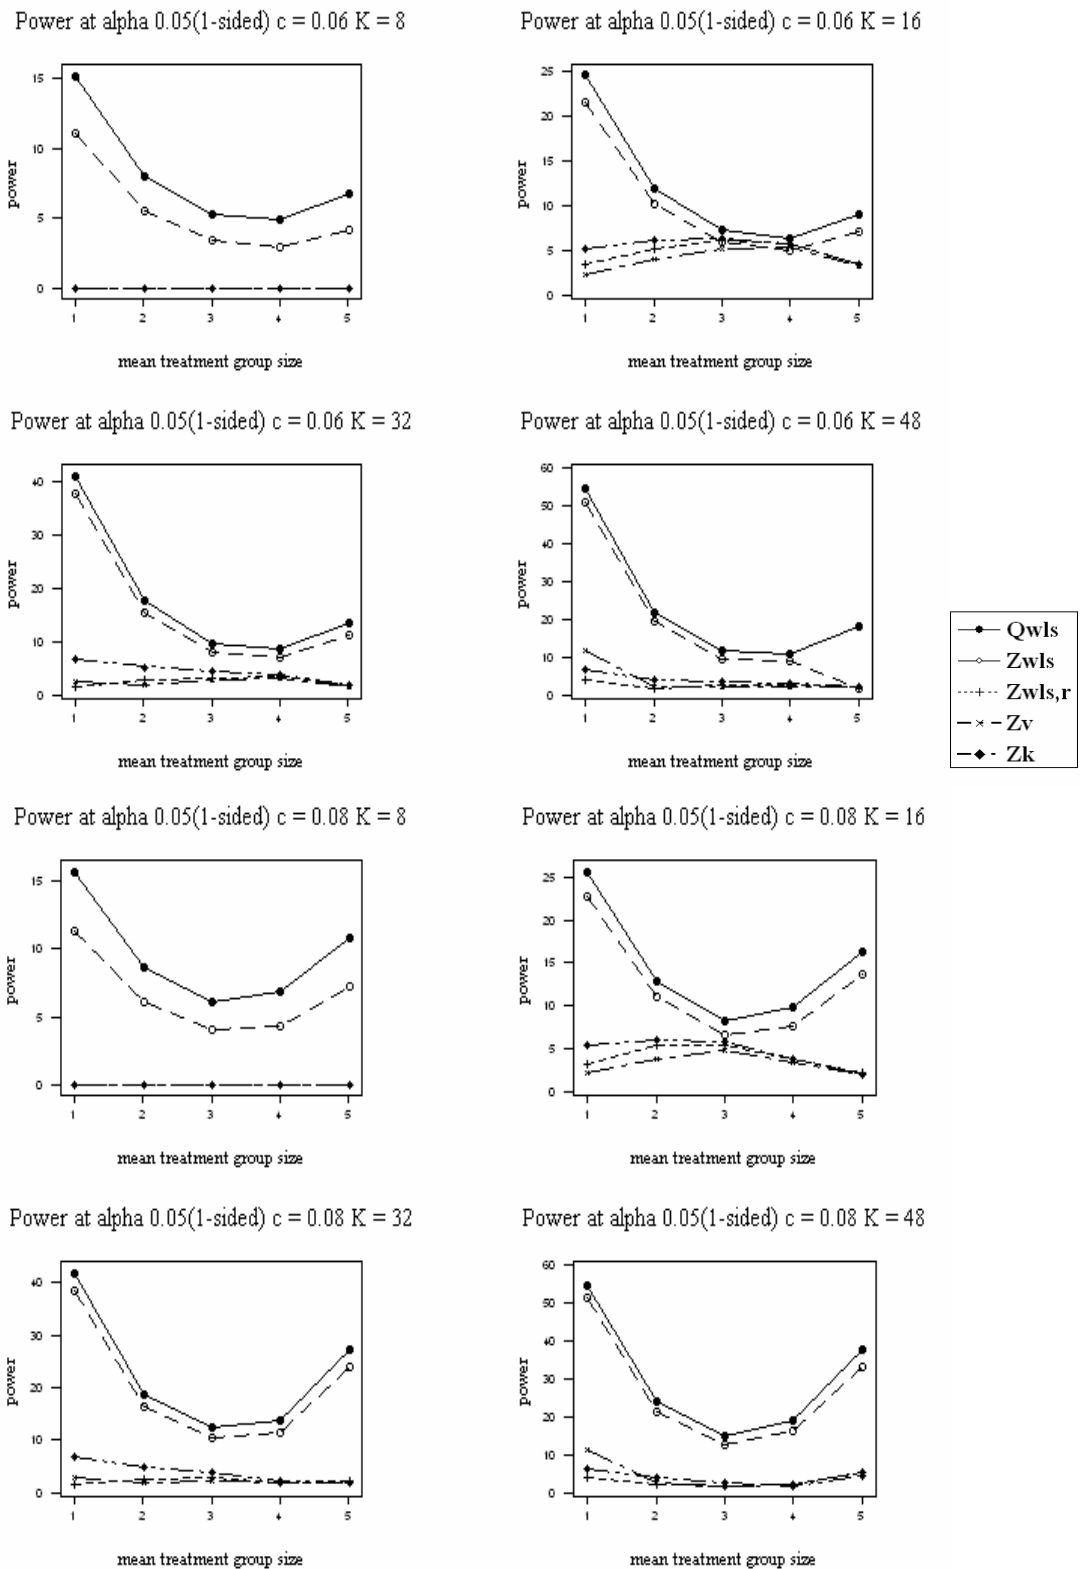 Power at alpha 0.05(1-sided) c = 0.06 K = 8
15
10
5
0
power
1 2 3 4 5
mean treatment group size
Power at alpha 0.05(1-sided) c = 0.06 K = 16
25
20
15
10
5
0
power
1 2 3 4 5
mean treatment group size
Power at alpha 0.05(1-sided) c = 0.06 K = 32
40
30
20
10
0
power
1 2 3 4 5
mean treatment group size
Power at alpha 0.05(1-sided) c = 0.06 K = 48
60
50
40
30
20
10
0
power
1 2 3 4 5
mean treatment group size
Qwls
Zwls
Zwls,r
Zv
Zk
Power at alpha 0.05(1-sided) c = 0.08 K = 8
15
10
5
0
power
1 2 3 4 5
mean treatment group size
Power at alpha 0.05(1-sided) c = 0.08 K = 16
25
20
15
10
5
0
power
1 2 3 4 5
mean treatment group size
Power at alpha 0.05(1-sided) c = 0.08 K = 32
40
30
20
10
0
power
1 2 3 4 5
mean treatment group size
Power at alpha 0.05(1-sided) c = 0.08 K = 48
60
50
40
30
20
10
0
power
1 2 3 4 5
mean treatment group size